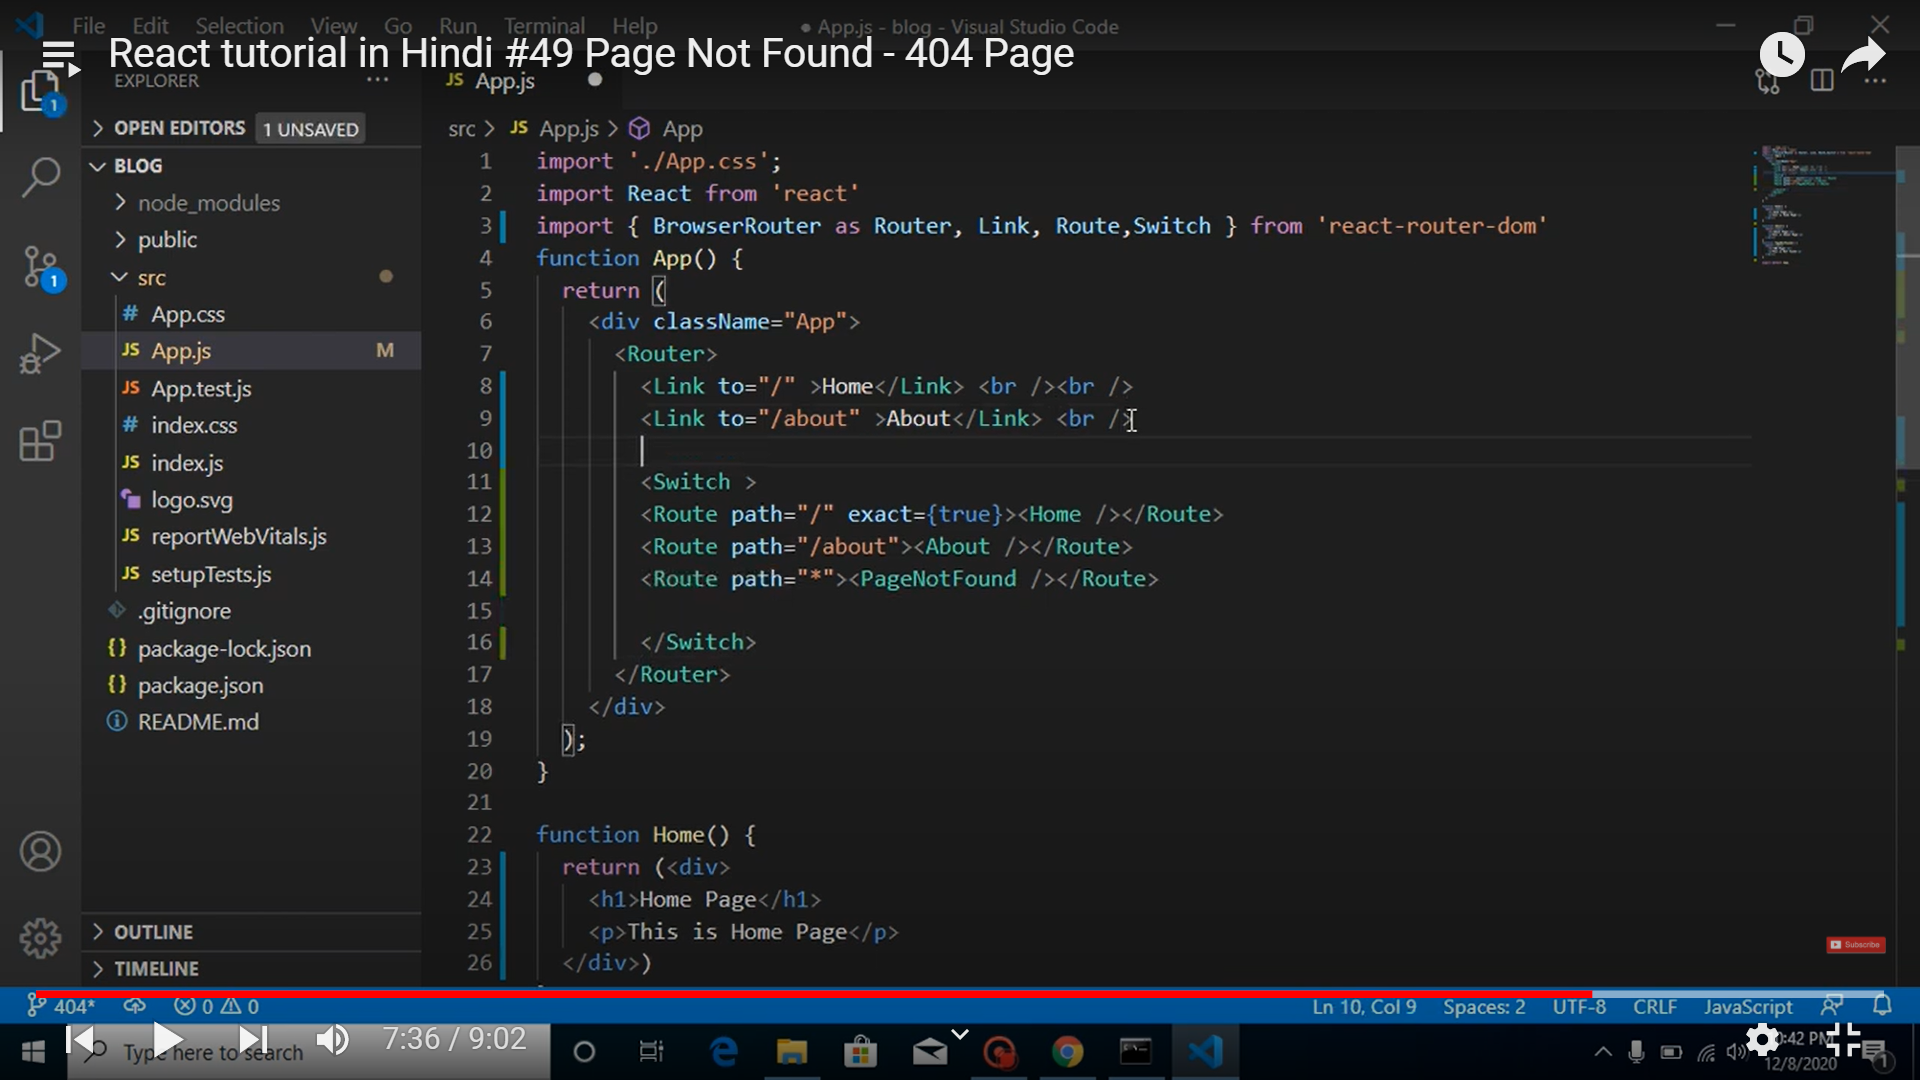 File Edit Selection View Go Run Terminal Help
● App.js - blog - Visual Studio Code
React tutorial in Hindi #49 Page Not Found - 404 Page
EXPLORER
JS App.js
OPEN EDITORS 1 UNSAVED
BLOG
node_modules
public
src
# App.css
JS App.js M
JS App.test.js
# index.css
JS index.js
logo.svg
JS reportWebVitals.js
JS setupTests.js
.gitignore
{} package-lock.json
{} package.json
README.md
OUTLINE
TIMELINE
1
1
src > JS App.js > App
1 import './App.css';
2 import React from 'react'
3 import { BrowserRouter as Router, Link, Route,Switch } from 'react-router-dom'
4 function App() {
5 return (
6 <div className="App">
7 <Router>
8 <Link to="/" >Home</Link> <br /><br />
9 <Link to="/about" >About</Link> <br />
10
11 <Switch >
12 <Route path="/" exact={true}><Home /></Route>
13 <Route path="/about"><About /></Route>
14 <Route path="*"><PageNotFound /></Route>
15
16 </Switch>
17 </Router>
18 </div>
19 );
20 }
21
22 function Home() {
23 return (<div>
24 <h1>Home Page</h1>
25 <p>This is Home Page</p>
26 </div>)
Subscribe
404* 0 0
Ln 10, Col 9 Spaces: 2 UTF-8 CRLF JavaScript
Type here to search
7:36 / 9:02
:42 PM
12/8/2020
1